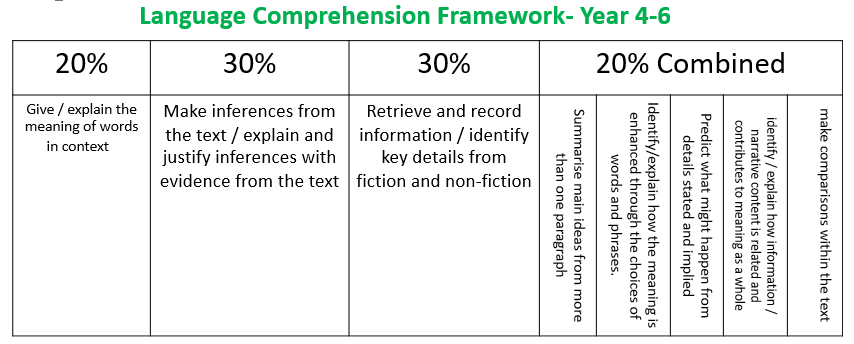 Language Comprehension Framework- Year 4-6
20%
30%
30%
20% Combined
Give / explain the
meaning of words
in context
Make inferences from
the text / explain and
justify inferences with
evidence from the text
Retrieve and record
information / identify
key details from
fiction and non-fiction
Summarise main ideas from more
than one paragraph
Identify/explain how the meaning is
enhanced through the choices of
words and phrases.
Predict what might happen from
details stated and implied
identify / explain how information /
narrative content is related and
contributes to meaning as a whole
make comparisons within the text